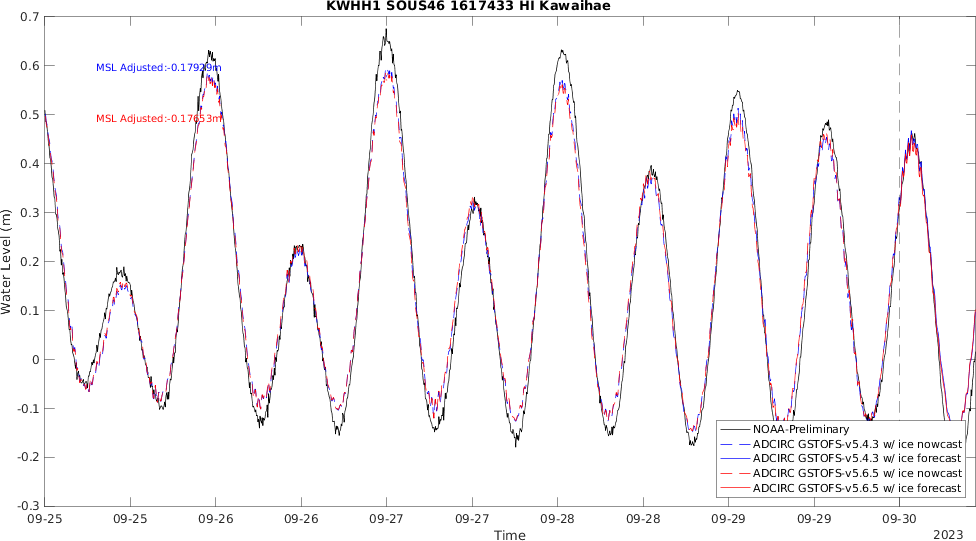 KWHH1 SOUS46 1617433 HI Kawaihae
0.7
0.6
0.5
0.4
0.3
0.2
0.1
0
-0.1
-0.2
-0.3
Water Level (m)
MSL Adjusted:-0.17929m
MSL Adjusted:-0.17653m
NOAA-Preliminary
ADCIRC GSTOFS-v5.4.3 w/ ice nowcast
ADCIRC GSTOFS-v5.4.3 w/ ice forecast
ADCIRC GSTOFS-v5.6.5 w/ ice nowcast
ADCIRC GSTOFS-v5.6.5 w/ ice forecast
09-25 09-25 09-26 09-26 09-27 09-27 09-28 09-28 09-29 09-29 09-30
Time
2023